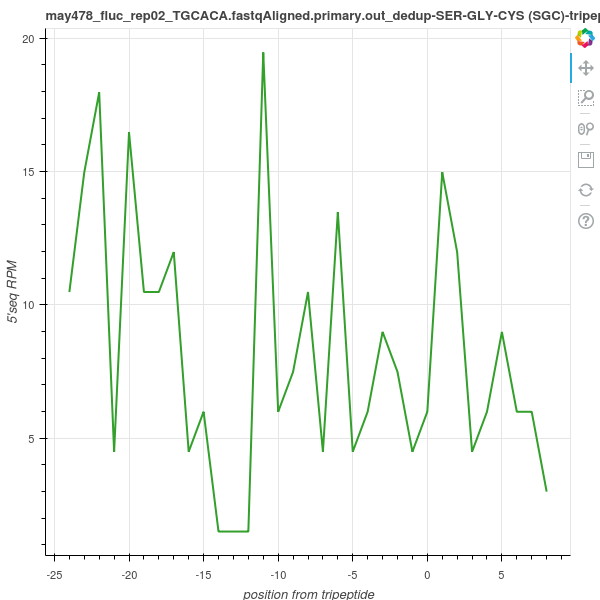 may478_fluc_rep02_TGCACA.fastqAligned.primary.out_dedup-SER-GLY-CYS (SGC)-tripep
20
15
10
5
5'seq RPM
-25 -20 -15 -10 -5 0 5
position from tripeptide